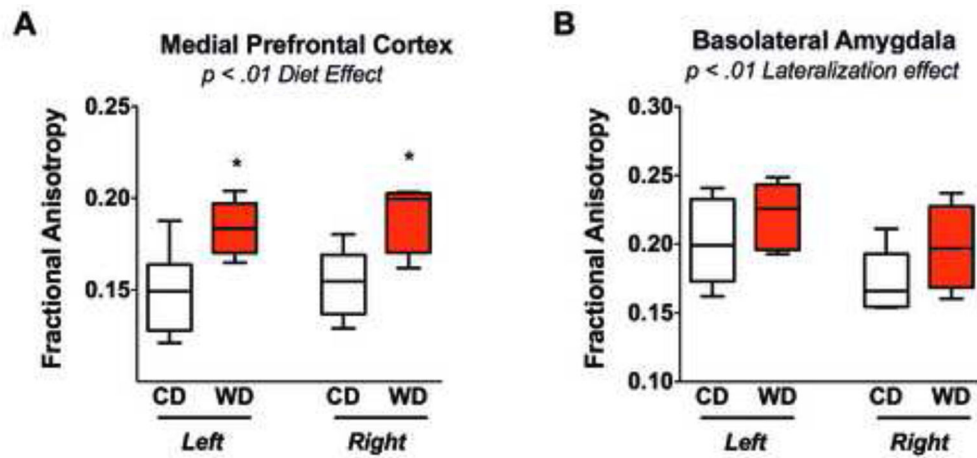 A
Medial Prefrontal Cortex
p < .01 Diet Effect
Fractional Anisotropy
0.25
0.20
0.15
*
*
CD WD CD WD
Left Right
B
Basolateral Amygdala
p < .01 Lateralization effect
Fractional Anisotropy
0.30
0.25
0.20
0.15
0.10
CD WD CD WD
Left Right